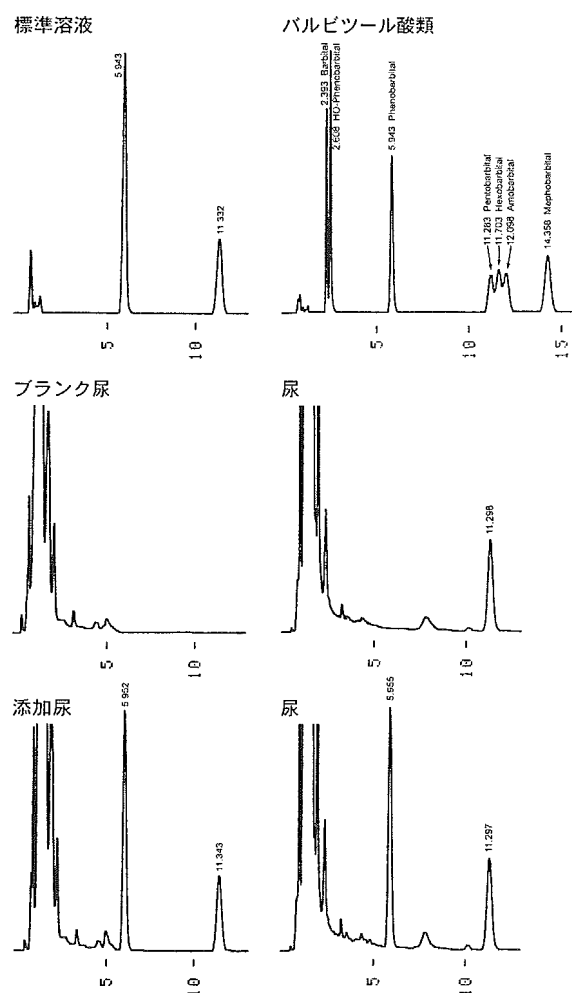 標準溶液
5.943
11.332
5
10
バルビツール酸類
2.393 Barbital
2.608 HO-Phenobarbital
5.943 Phenobarbital
11.283 Pentobarbital
11.703 Hexobarbital
12.098 Amobarbital
14.358 Mephobarbital
5
10
15
ブランク尿
5
10
尿
11.298
5
10
添加尿
5.952
11.343
5
10
尿
5.955
11.297
5
10